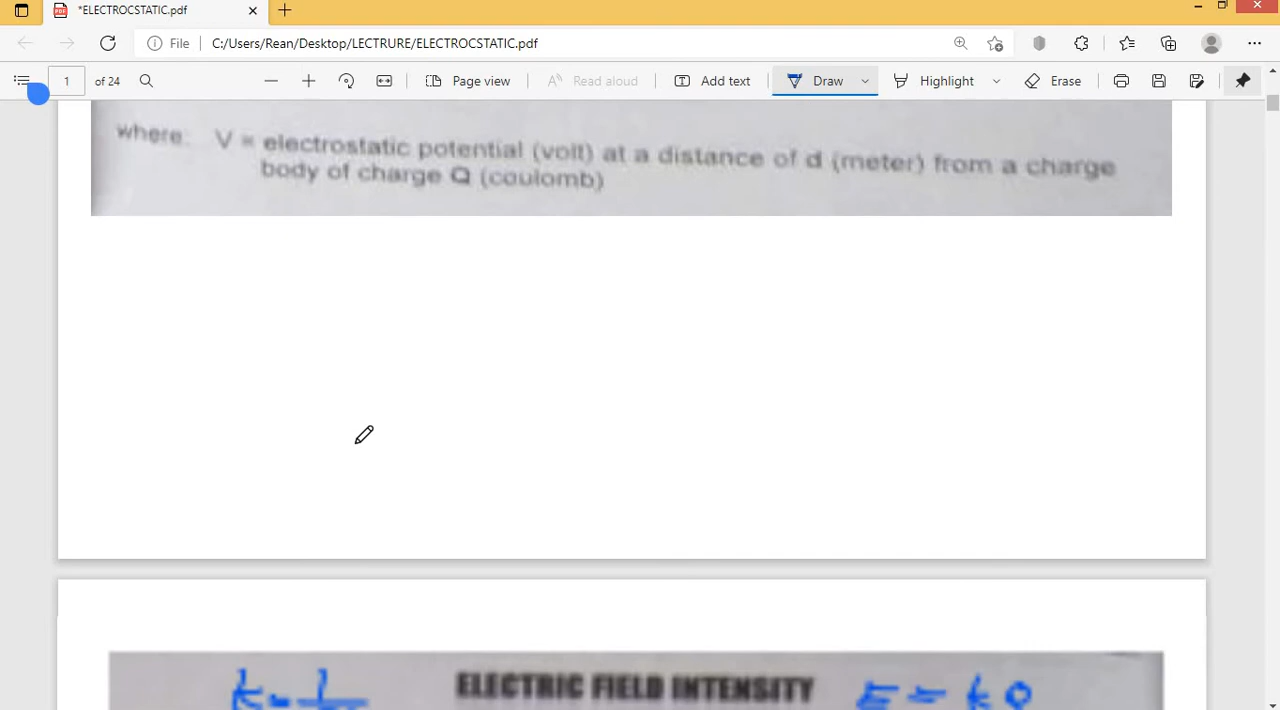 *ELECTROCSTATIC.pdf
File | C:/Users/Rean/Desktop/LECTRURE/ELECTROCSTATIC.pdf
1 of 24 Page view Read aloud Add text Draw Highlight Erase
where: V = electrostatic potential (volt) at a distance of d (meter) from a charge
body of charge Q (coulomb)
ELECTRIC FIELD INTENSITY